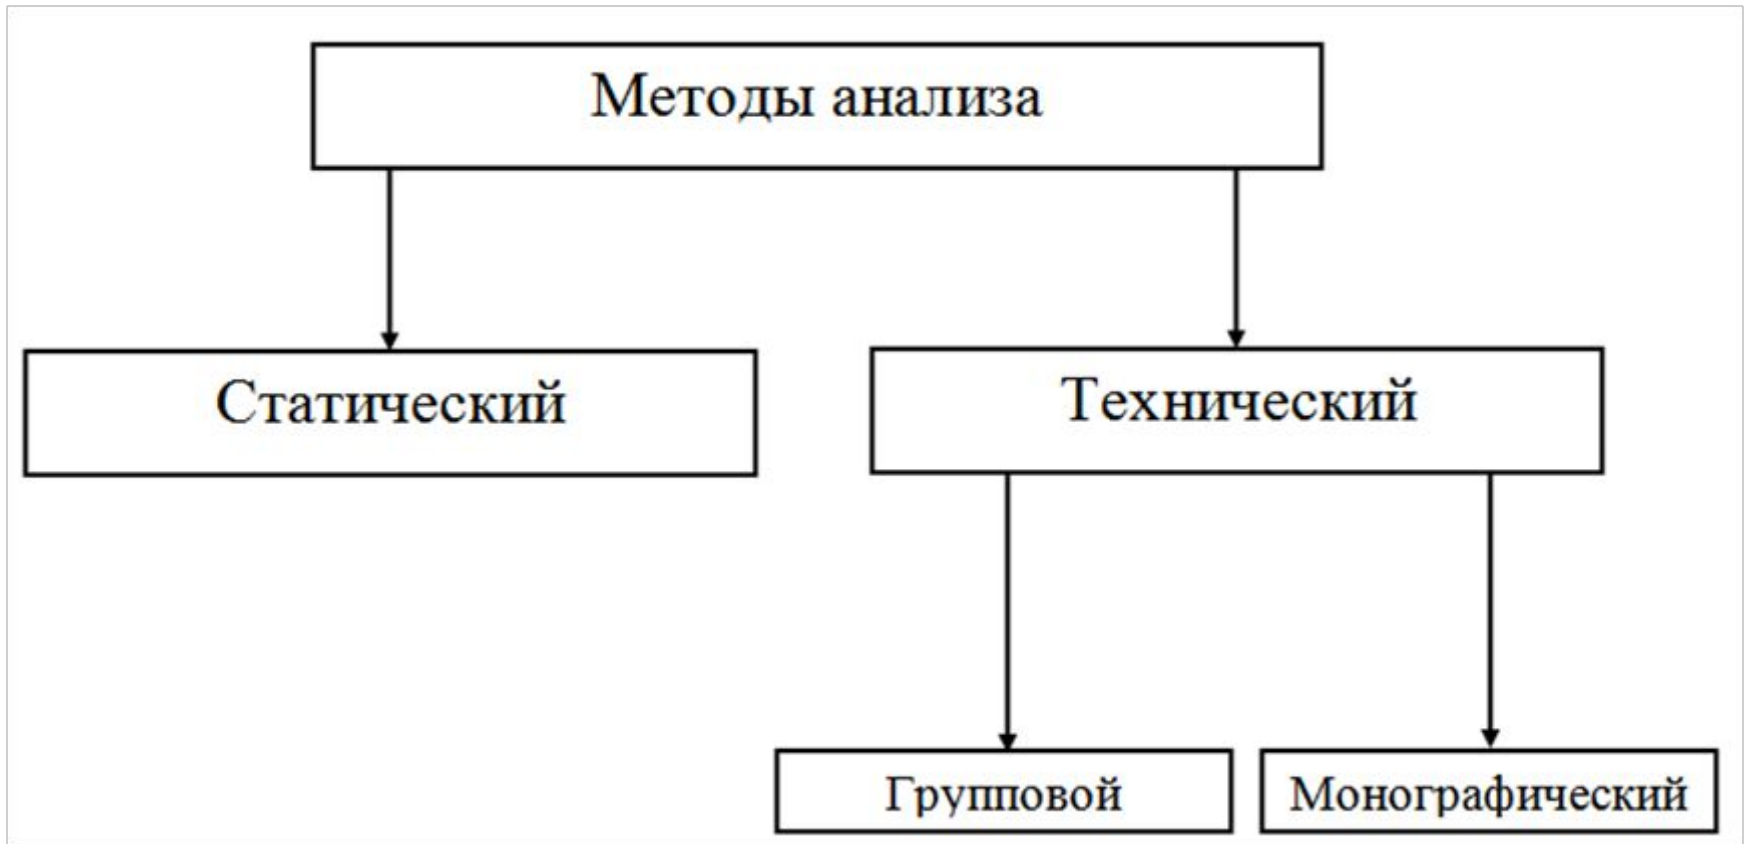 Методы анализа
Статический
Технический
Групповой
Монографический